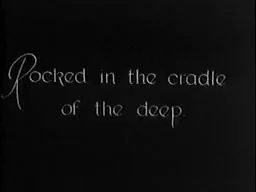 Rocked in the cradle
of the deep.